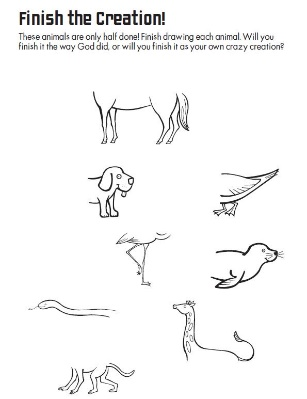 Finish the Creation!
These animals are only half done! Finish drawing each animal. Will you
finish it the way God did, or will you finish it as your own crazy creation?